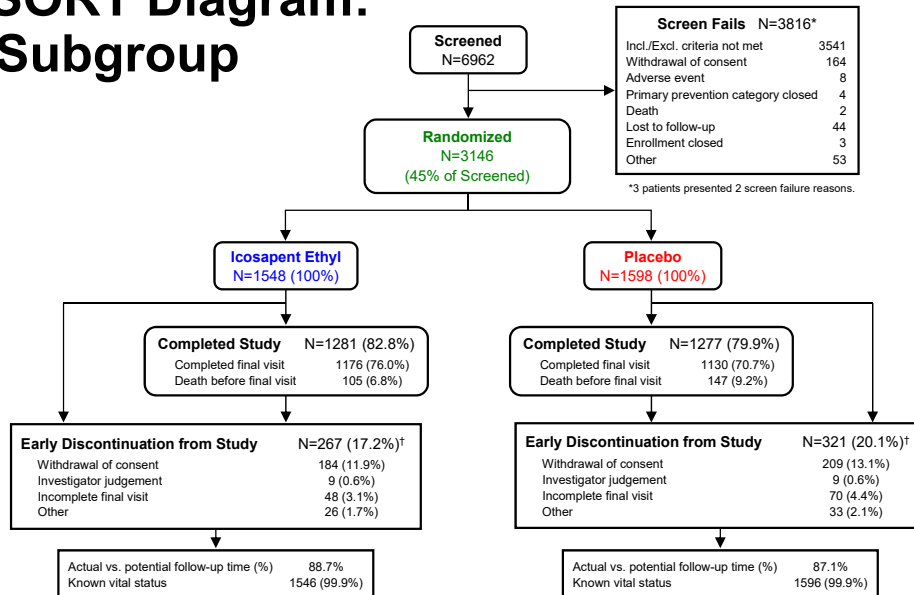 SORT Diagram:
Subgroup
Screened
N=6962
Screen Fails N=3816*
Incl./Excl. criteria not met 3541
Withdrawal of consent 164
Adverse event 8
Primary prevention category closed 4
Death 2
Lost to follow-up 44
Enrollment closed 3
Other 53
*3 patients presented 2 screen failure reasons.
Randomized
N=3146
(45% of Screened)
Icosapent Ethyl
N=1548 (100%)
Placebo
N=1598 (100%)
Completed Study N=1281 (82.8%)
Completed final visit 1176 (76.0%)
Death before final visit 105 (6.8%)
Completed Study N=1277 (79.9%)
Completed final visit 1130 (70.7%)
Death before final visit 147 (9.2%)
Early Discontinuation from Study N=267 (17.2%)†
Withdrawal of consent 184 (11.9%)
Investigator judgement 9 (0.6%)
Incomplete final visit 48 (3.1%)
Other 26 (1.7%)
Early Discontinuation from Study N=321 (20.1%)†
Withdrawal of consent 209 (13.1%)
Investigator judgement 9 (0.6%)
Incomplete final visit 70 (4.4%)
Other 33 (2.1%)
Actual vs. potential follow-up time (%) 88.7%
Known vital status 1546 (99.9%)
Actual vs. potential follow-up time (%) 87.1%
Known vital status 1596 (99.9%)